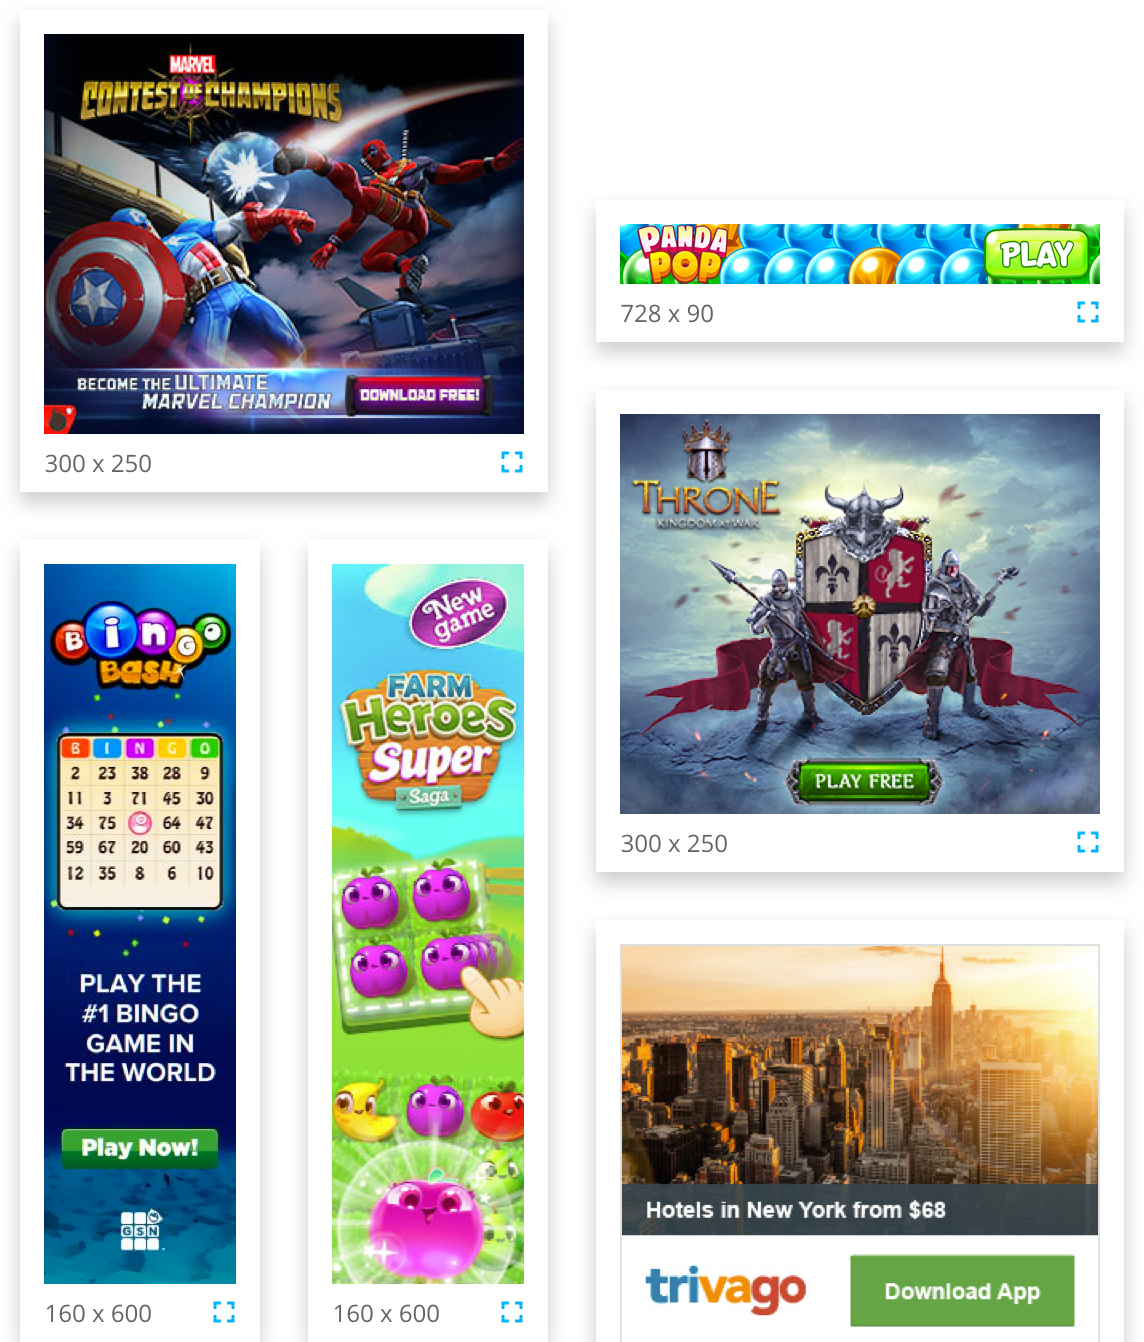 MARVEL
CONTEST OF CHAMPIONS
BECOME THE ULTIMATE
MARVEL CHAMPION
DOWNLOAD FREE!
300 x 250
PANDA
POP
PLAY
728 x 90
THRONE
KINGDOM AT WAR
PLAY FREE
300 x 250
BiNGO
BASH
B I N G O
2 23 38 28 9
11 3 71 45 30
34 75 64 47
59 67 20 60 43
12 35 8 6 10
PLAY THE
#1 BINGO
GAME IN
THE WORLD
Play Now!
GSN
160 x 600
New
game
FARM
Heroes
Super
Saga
160 x 600
Hotels in New York from $68
trivago
Download App